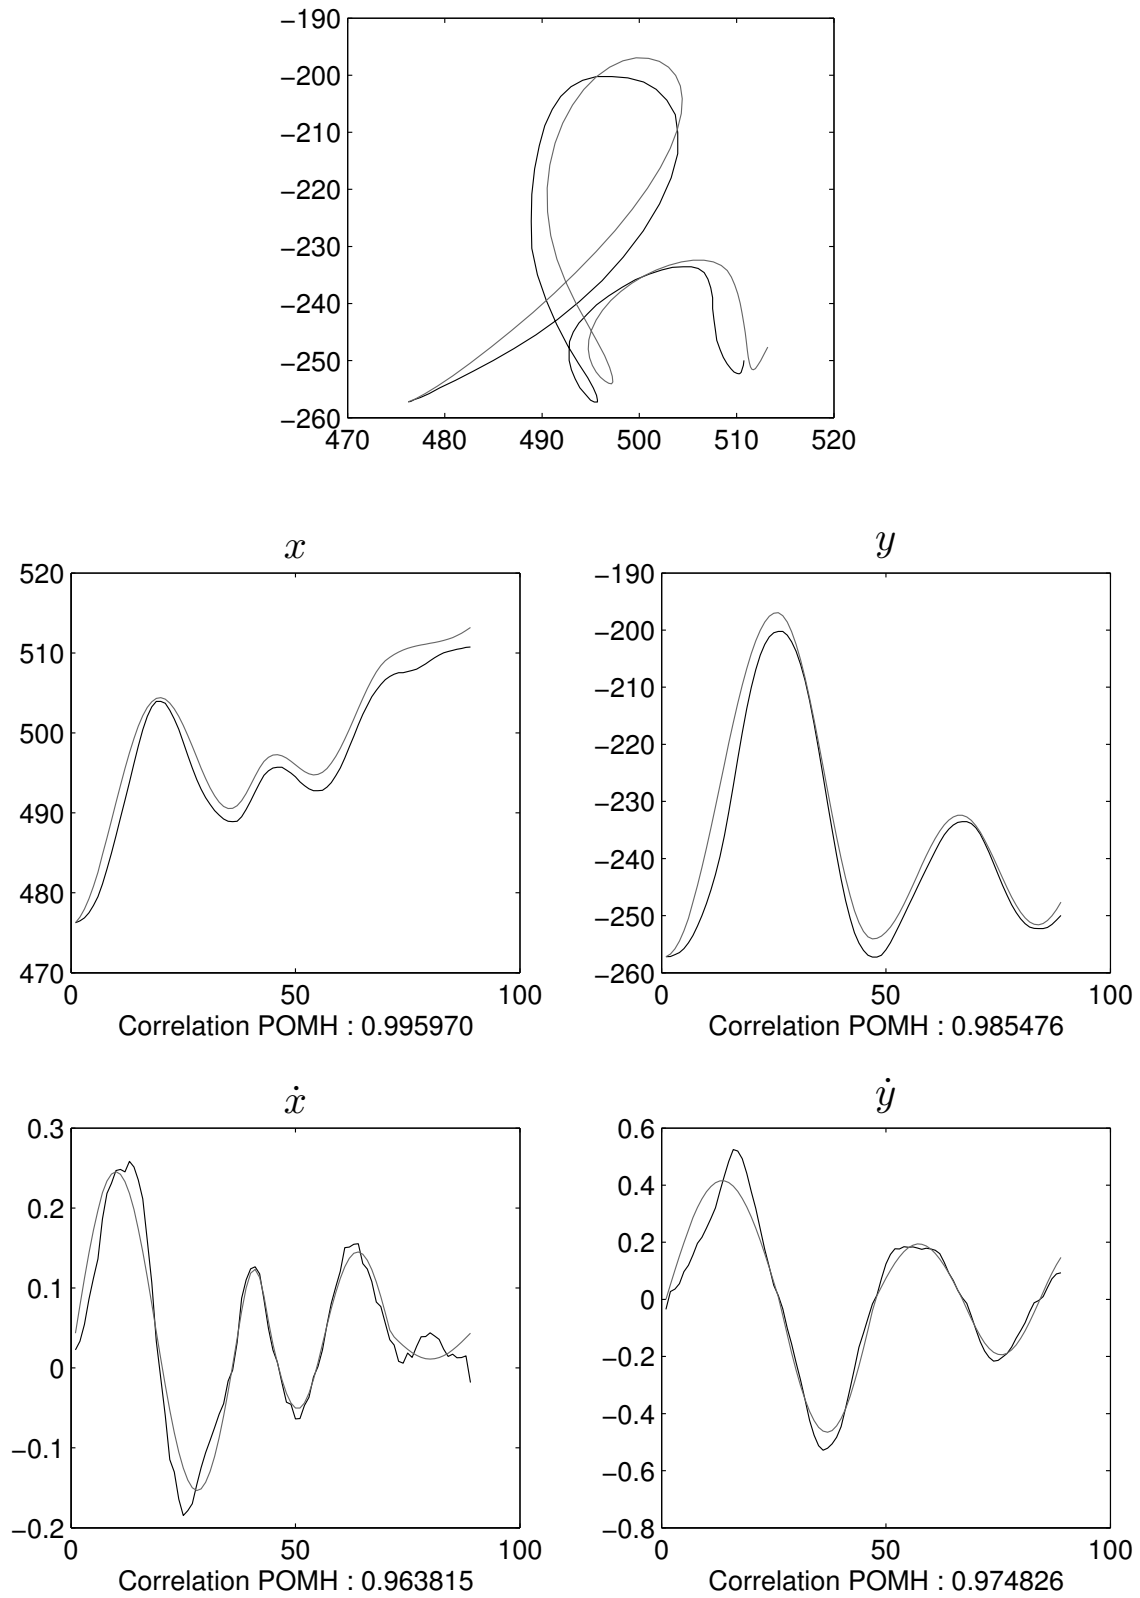 −190
−200
−210
−220
−230
−240
−250
−260
470 480 490 500 510 520
x
520
510
500
490
480
470
0 50 100
Correlation POMH : 0.995970
y
−190
−200
−210
−220
−230
−240
−250
−260
0 50 100
Correlation POMH : 0.985476
ẋ
0.3
0.2
0.1
0
−0.1
−0.2
0 50 100
Correlation POMH : 0.963815
ẏ
0.6
0.4
0.2
0
−0.2
−0.4
−0.6
−0.8
0 50 100
Correlation POMH : 0.974826